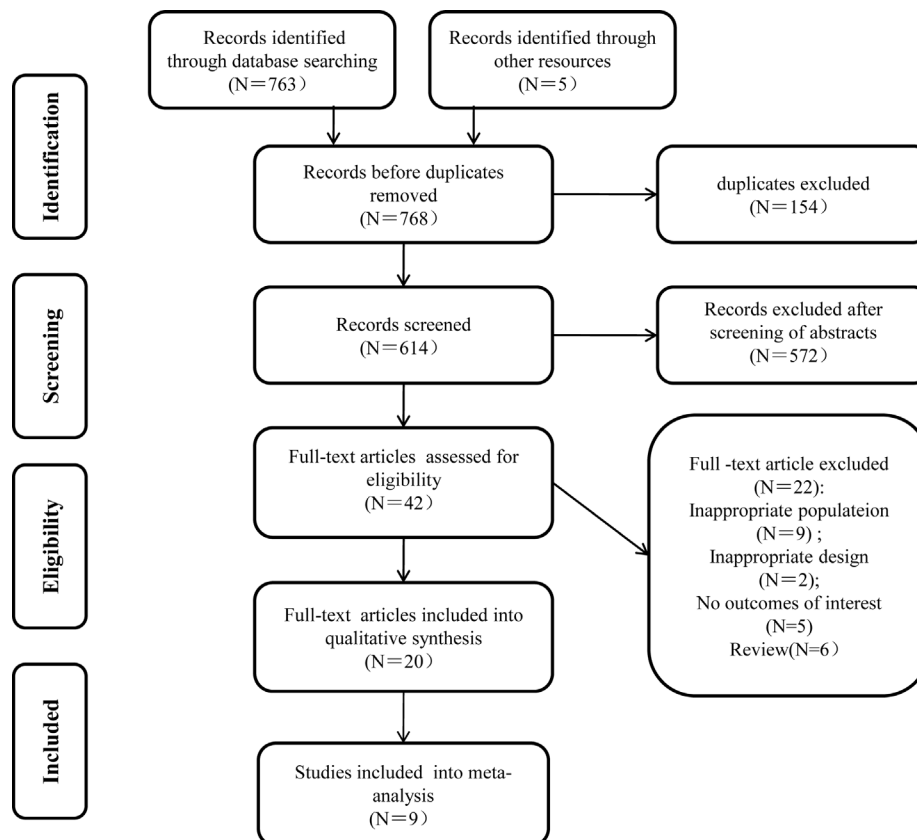 Identification
Records identified
through database searching
(N＝763）
Records identified through
other resources
(N＝5）
Records before duplicates
removed
(N＝768）
duplicates excluded
(N＝154）
Screening
Records screened
(N＝614）
Records excluded after
screening of abstracts
(N＝572）
Eligibility
Full-text articles assessed for
eligibility
(N＝42）
Full -text article excluded
(N＝22):
Inappropriate populateion
(N＝9) ;
Inappropriate design
(N＝2);
No outcomes of interest
(N=5)
Review(N=6）
Full-text articles included into
qualitative synthesis
(N＝20）
Included
Studies included into meta-
analysis
(N＝9）